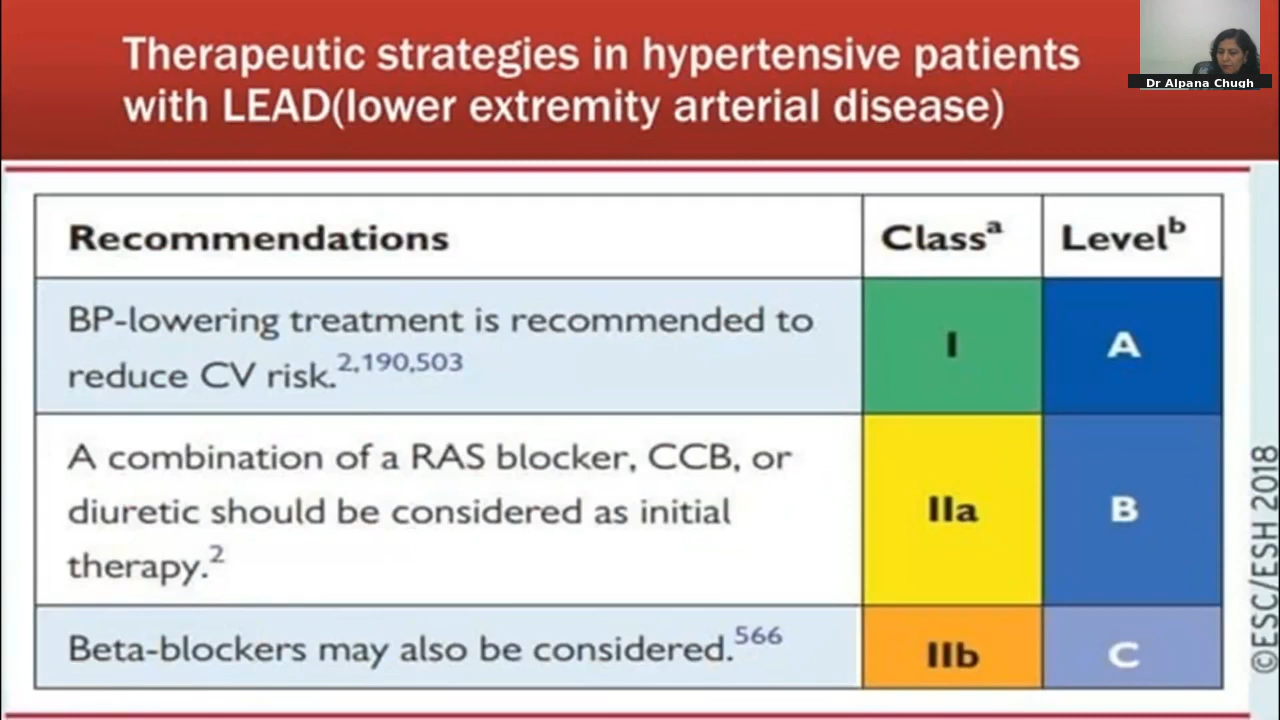 Therapeutic strategies in hypertensive patients
with LEAD(lower extremity arterial disease)
Dr Alpana Chugh
Recommendations Classᵃ Levelᵇ
BP-lowering treatment is recommended to
reduce CV risk.²,¹⁹⁰,⁵⁰³
I A
A combination of a RAS blocker, CCB, or
diuretic should be considered as initial
therapy.²
IIa B
Beta-blockers may also be considered.⁵⁶⁶
IIb C
©ESC/ESH 2018